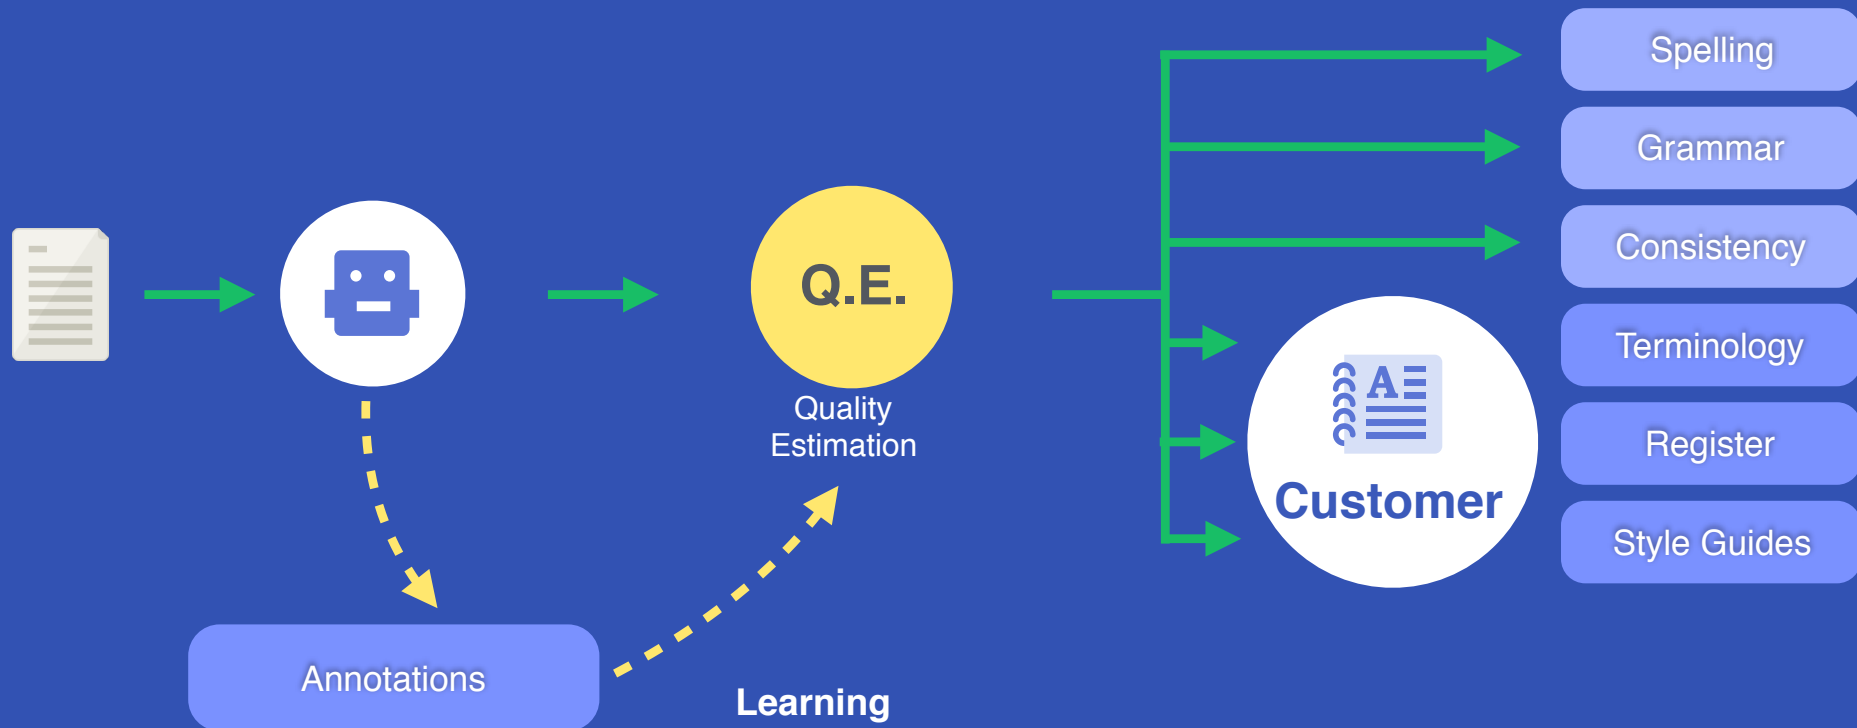 Spelling
Grammar
Consistency
Terminology
Register
Style Guides
Q.E.
Quality
Estimation
A
Customer
Annotations
Learning